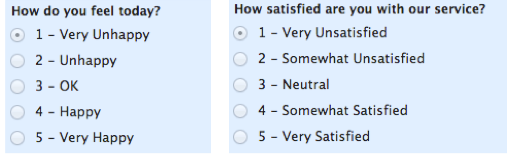 How do you feel today?
1 – Very Unhappy
2 – Unhappy
3 – OK
4 – Happy
5 – Very Happy
How satisfied are you with our service?
1 – Very Unsatisfied
2 – Somewhat Unsatisfied
3 – Neutral
4 – Somewhat Satisfied
5 – Very Satisfied